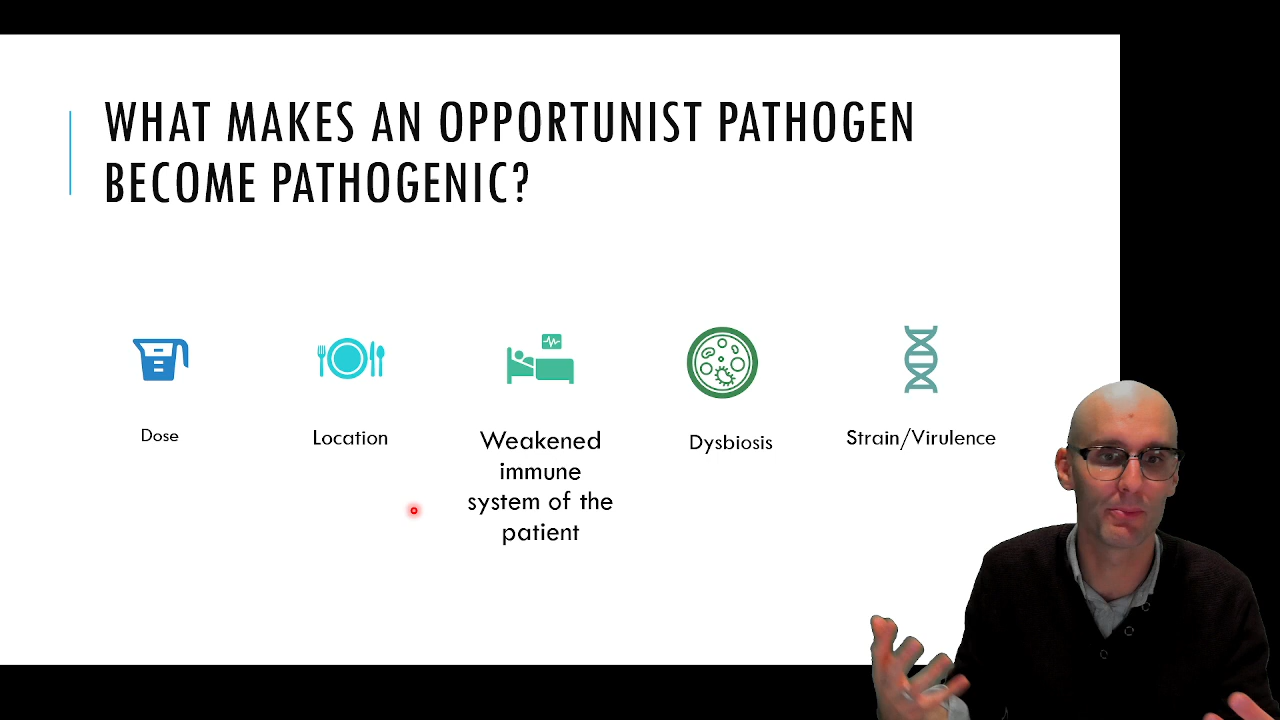 WHAT MAKES AN OPPORTUNIST PATHOGEN
BECOME PATHOGENIC?
Dose
Location
Weakened
immune
system of the
patient
Dysbiosis
Strain/Virulence